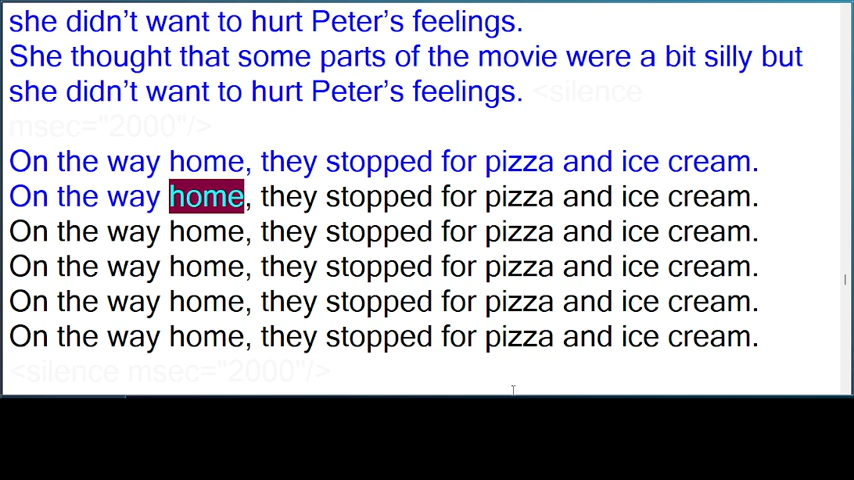 she didn’t want to hurt Peter’s feelings.
She thought that some parts of the movie were a bit silly but
she didn’t want to hurt Peter’s feelings. <silence
msec="2000"/>
On the way home, they stopped for pizza and ice cream.
On the way home, they stopped for pizza and ice cream.
On the way home, they stopped for pizza and ice cream.
On the way home, they stopped for pizza and ice cream.
On the way home, they stopped for pizza and ice cream.
On the way home, they stopped for pizza and ice cream.
<silence msec="2000"/>